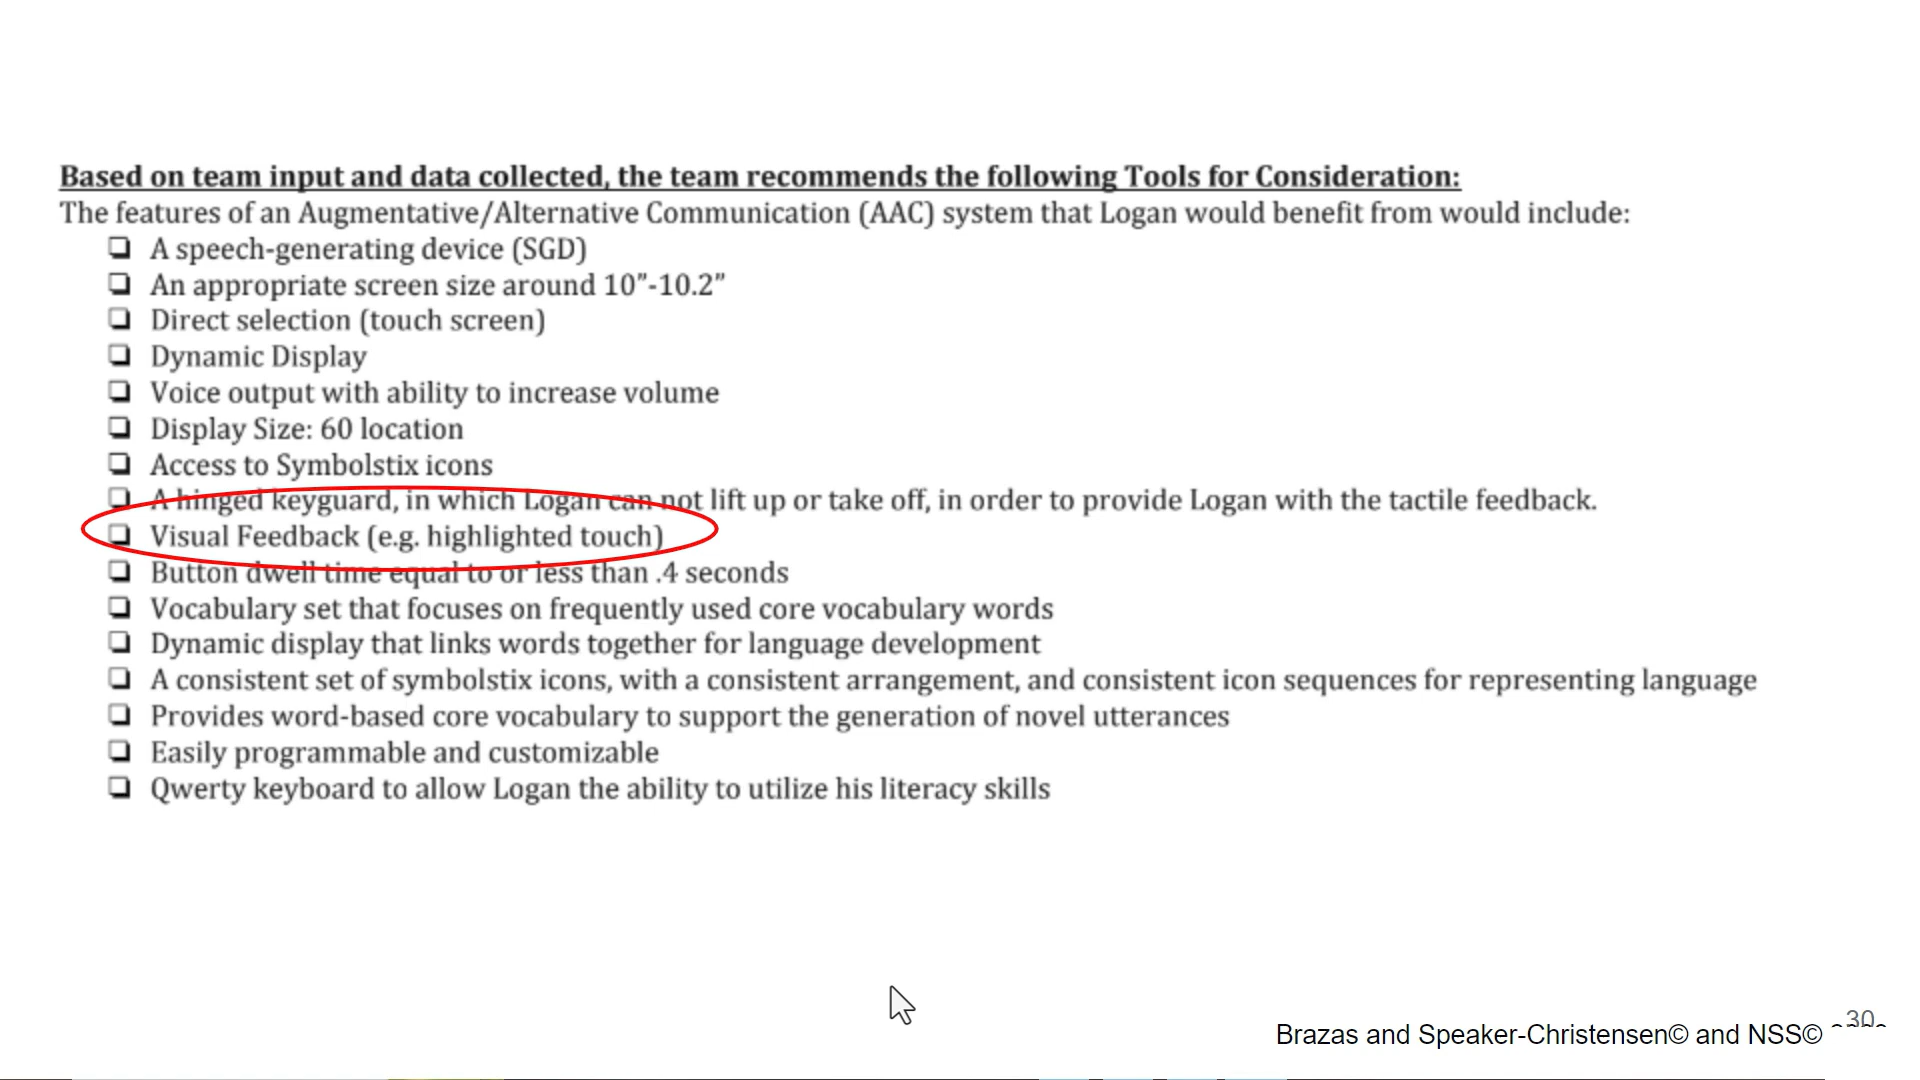 Based on team input and data collected, the team recommends the following Tools for Consideration:
The features of an Augmentative/Alternative Communication (AAC) system that Logan would benefit from would include:
❏ A speech-generating device (SGD)
❏ An appropriate screen size around 10”-10.2”
❏ Direct selection (touch screen)
❏ Dynamic Display
❏ Voice output with ability to increase volume
❏ Display Size: 60 location
❏ Access to Symbolstix icons
❏ A hinged keyguard, in which Logan can not lift up or take off, in order to provide Logan with the tactile feedback.
❏ Visual Feedback (e.g. highlighted touch)
❏ Button dwell time equal to or less than .4 seconds
❏ Vocabulary set that focuses on frequently used core vocabulary words
❏ Dynamic display that links words together for language development
❏ A consistent set of symbolstix icons, with a consistent arrangement, and consistent icon sequences for representing language
❏ Provides word-based core vocabulary to support the generation of novel utterances
❏ Easily programmable and customizable
❏ Qwerty keyboard to allow Logan the ability to utilize his literacy skills
30
Brazas and Speaker-Christensen© and NSS©